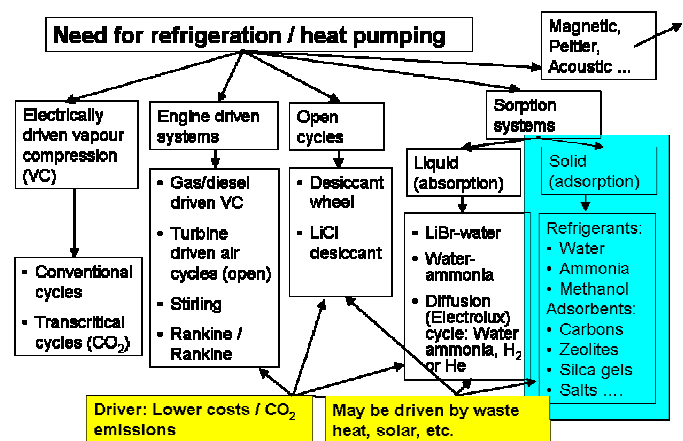 Need for refrigeration / heat pumping
Magnetic,
Peltier,
Acoustic ...
Electrically
driven vapour
compression
(VC)
Engine driven
systems
Open
cycles
Sorption
systems
Liquid
(absorption)
Solid
(adsorption)
• Conventional
cycles
• Transcritical
cycles (CO₂)
• Gas/diesel
driven VC
• Turbine
driven air
cycles (open)
• Stirling
• Rankine /
Rankine
• Desiccant
wheel
• LiCl
desiccant
• LiBr-water
• Water-
ammonia
• Diffusion
(Electrolux)
cycle: Water
ammonia, H₂
or He
Refrigerants:
• Water
• Ammonia
• Methanol
Adsorbents:
• Carbons
• Zeolites
• Silca gels
• Salts ....
Driver: Lower costs / CO₂
emissions
May be driven by waste
heat, solar, etc.